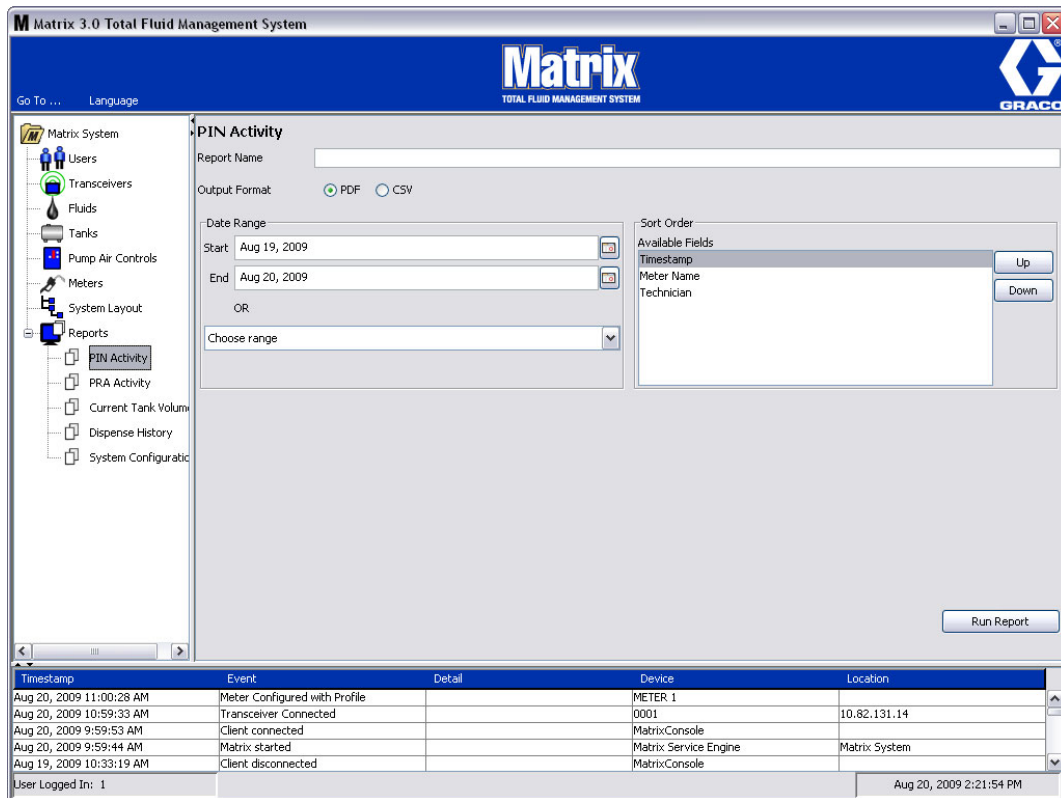 Matrix 3.0 Total Fluid Management System
Matrix
TOTAL FLUID MANAGEMENT SYSTEM
GRACO
Go To ... Language
Matrix System
Users
Transceivers
Fluids
Tanks
Pump Air Controls
Meters
System Layout
Reports
PIN Activity
PRA Activity
Current Tank Volum
Dispense History
System Configuratic
PIN Activity
Report Name
Output Format PDF CSV
Date Range
Start Aug 19, 2009
End Aug 20, 2009
OR
Choose range
Sort Order
Available Fields
Timestamp
Meter Name
Technician
Up
Down
Run Report
Timestamp Event Detail Device Location
Aug 20, 2009 11:00:28 AM Meter Configured with Profile METER 1
Aug 20, 2009 10:59:33 AM Transceiver Connected 0001 10.82.131.14
Aug 20, 2009 9:59:53 AM Client connected MatrixConsole
Aug 20, 2009 9:59:44 AM Matrix started Matrix Service Engine Matrix System
Aug 19, 2009 10:33:19 AM Client disconnected MatrixConsole
User Logged In: 1 Aug 20, 2009 2:21:54 PM